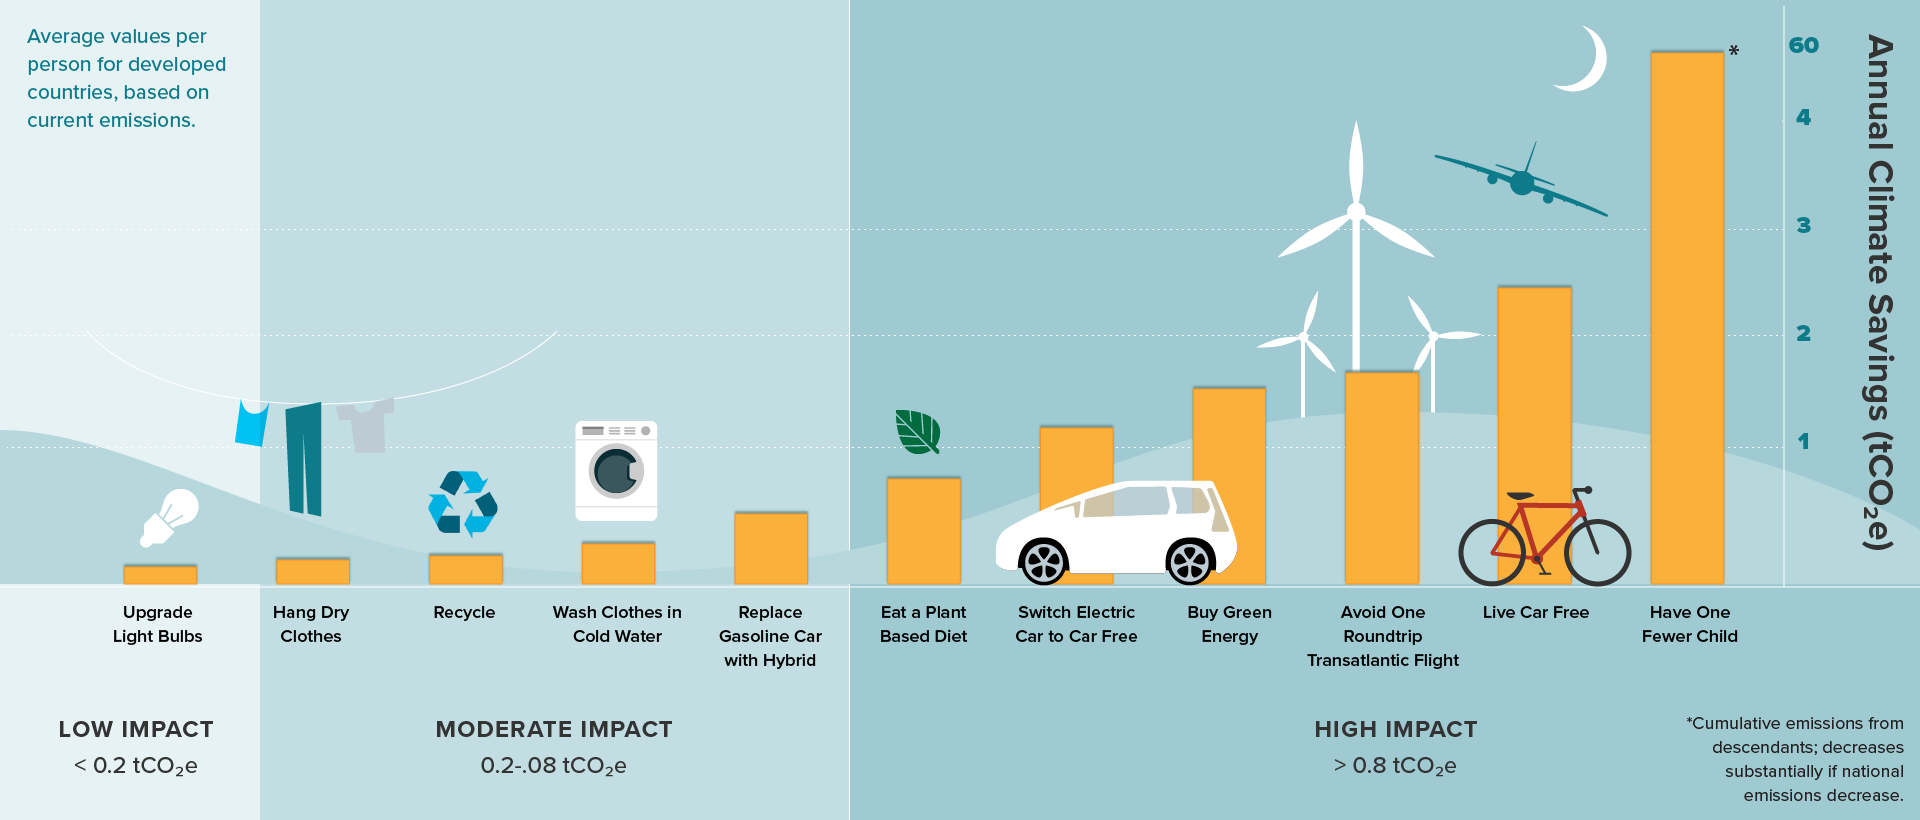 Average values per
person for developed
countries, based on
current emissions.
*
60
4
3
2
1
Annual Climate Savings (tCO₂e)
Upgrade
Light Bulbs
Hang Dry
Clothes
Recycle
Wash Clothes in
Cold Water
Replace
Gasoline Car
with Hybrid
Eat a Plant
Based Diet
Switch Electric
Car to Car Free
Buy Green
Energy
Avoid One
Roundtrip
Transatlantic Flight
Live Car Free
Have One
Fewer Child
LOW IMPACT
< 0.2 tCO₂e
MODERATE IMPACT
0.2-.08 tCO₂e
HIGH IMPACT
> 0.8 tCO₂e
*Cumulative emissions from
descendants; decreases
substantially if national
emissions decrease.